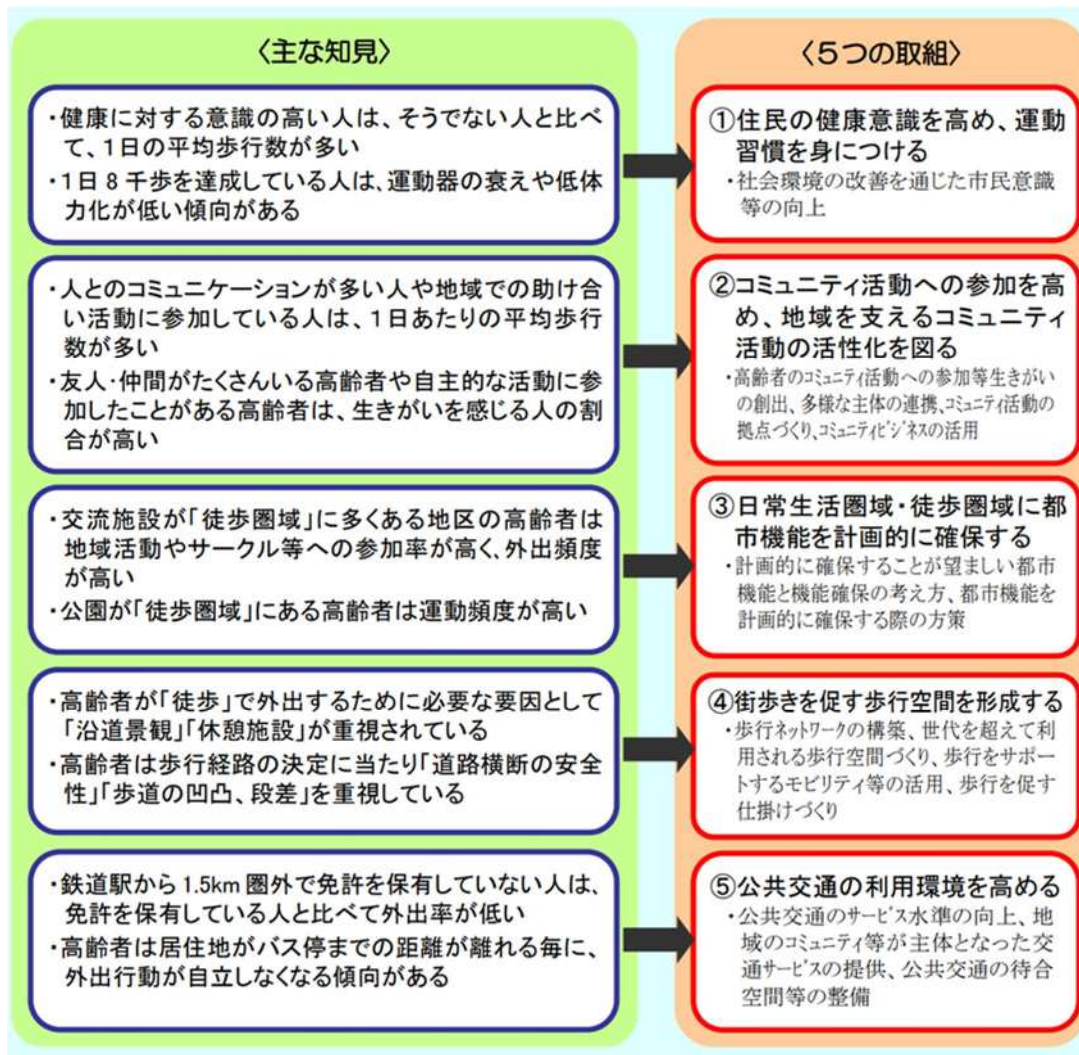 〈主な知見〉
・健康に対する意識の高い人は、そうでない人と比べ
て、1日の平均歩行数が多い
・1日8千歩を達成している人は、運動器の衰えや低体
力化が低い傾向がある
・人とのコミュニケーションが多い人や地域での助け合
い活動に参加している人は、1日あたりの平均歩行
数が多い
・友人・仲間がたくさんいる高齢者や自主的な活動に参
加したことがある高齢者は、生きがいを感じる人の割
合が高い
・交流施設が「徒歩圏域」に多くある地区の高齢者は
地域活動やサークル等への参加率が高く、外出頻度
が高い
・公園が「徒歩圏域」にある高齢者は運動頻度が高い
・高齢者が「徒歩」で外出するために必要な要因として
「沿道景観」「休憩施設」が重視されている
・高齢者は歩行経路の決定に当たり「道路横断の安全
性」「歩道の凹凸、段差」を重視している
・鉄道駅から1.5km圏外で免許を保有していない人は、
免許を保有している人と比べて外出率が低い
・高齢者は居住地がバス停までの距離が離れる毎に、
外出行動が自立しなくなる傾向がある
〈5つの取組〉
①住民の健康意識を高め、運動
習慣を身につける
・社会環境の改善を通じた市民意識
等の向上
②コミュニティ活動への参加を高
め、地域を支えるコミュニティ
活動の活性化を図る
・高齢者のコミュニティ活動への参加等生きがい
の創出、多様な主体の連携、コミュニティ活動の
拠点づくり、コミュニティビジネスの活用
③日常生活圏域・徒歩圏域に都
市機能を計画的に確保する
・計画的に確保することが望ましい都市
機能と機能確保の考え方、都市機能を
計画的に確保する際の方策
④街歩きを促す歩行空間を形成する
・歩行ネットワークの構築、世代を超えて利
用される歩行空間づくり、歩行をサポー
トするモビリティ等の活用、歩行を促す
仕掛けづくり
⑤公共交通の利用環境を高める
・公共交通のサービス水準の向上、地
域のコミュニティ等が主体となった交
通サービスの提供、公共交通の待合
空間等の整備